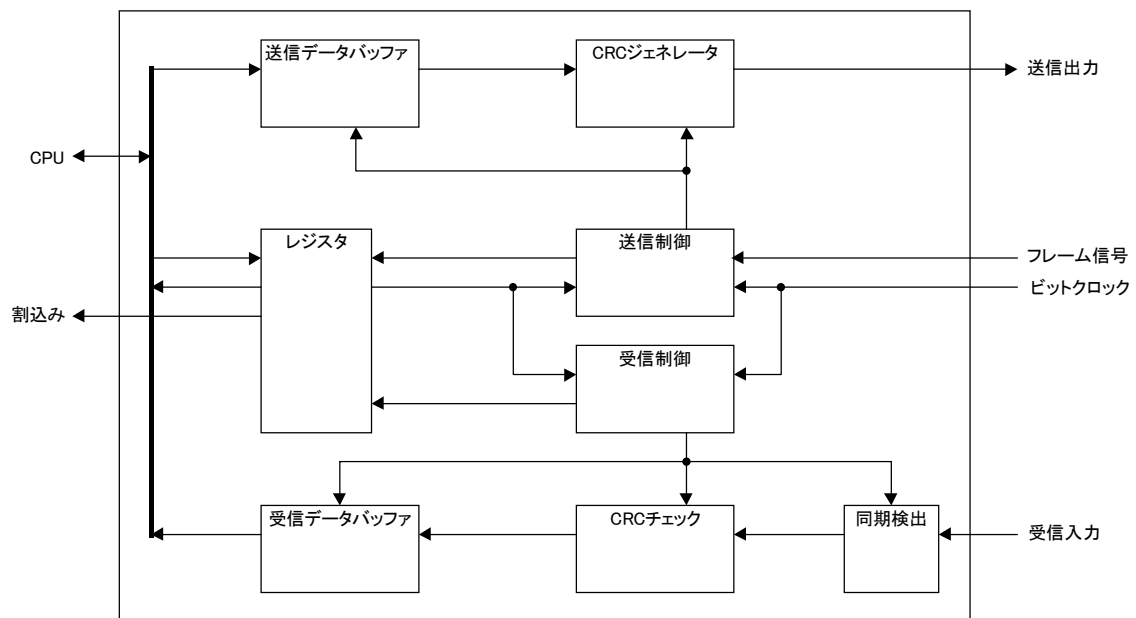 送信データバッファ
CRCジェネレータ
送信出力
CPU
レジスタ
送信制御
フレーム信号
ビットクロック
割込み
受信制御
受信データバッファ
CRCチェック
同期検出
受信入力